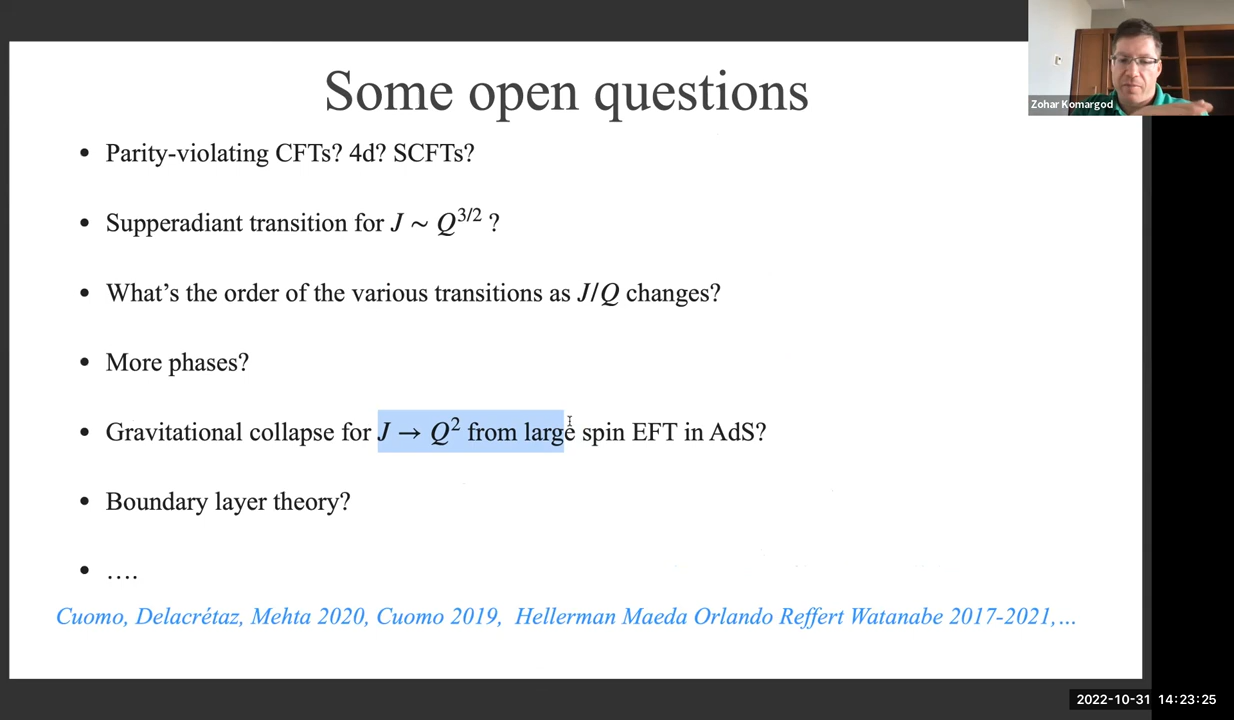 Some open questions
Zohar Komargod
• Parity-violating CFTs? 4d? SCFTs?
• Supperadiant transition for J ~ Q^{3/2} ?
• What's the order of the various transitions as J/Q changes?
• More phases?
• Gravitational collapse for J → Q^2 from large spin EFT in AdS?
• Boundary layer theory?
• ….
Cuomo, Delacrétaz, Mehta 2020, Cuomo 2019, Hellerman Maeda Orlando Reffert Watanabe 2017-2021,…
2022-10-31 14:23:25